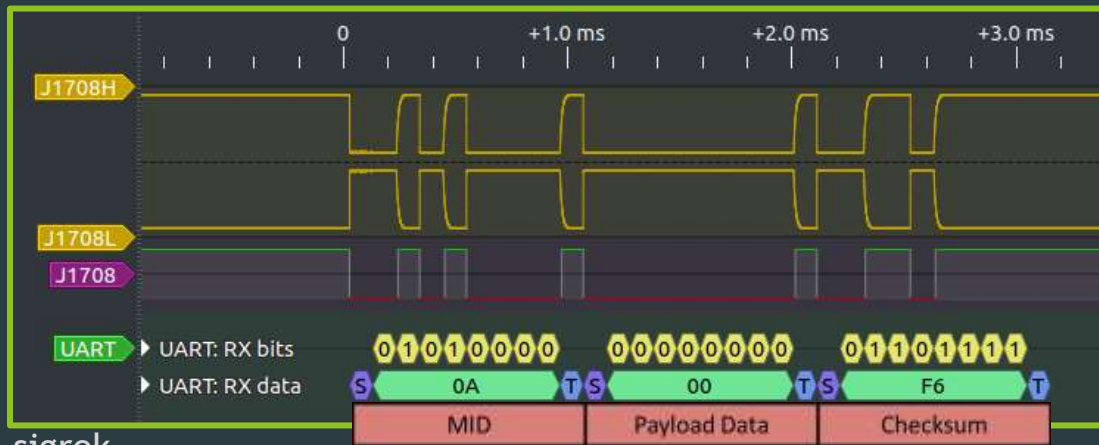 0 +1.0 ms +2.0 ms +3.0 ms
J1708H
J1708L
J1708
UART UART: RX bits 0 1 0 1 0 0 0 0 0 0 0 0 0 0 0 0 0 1 1 0 1 1 1 1
UART: RX data S 0A T S 00 T S F6 T
MID Payload Data Checksum
sigrok